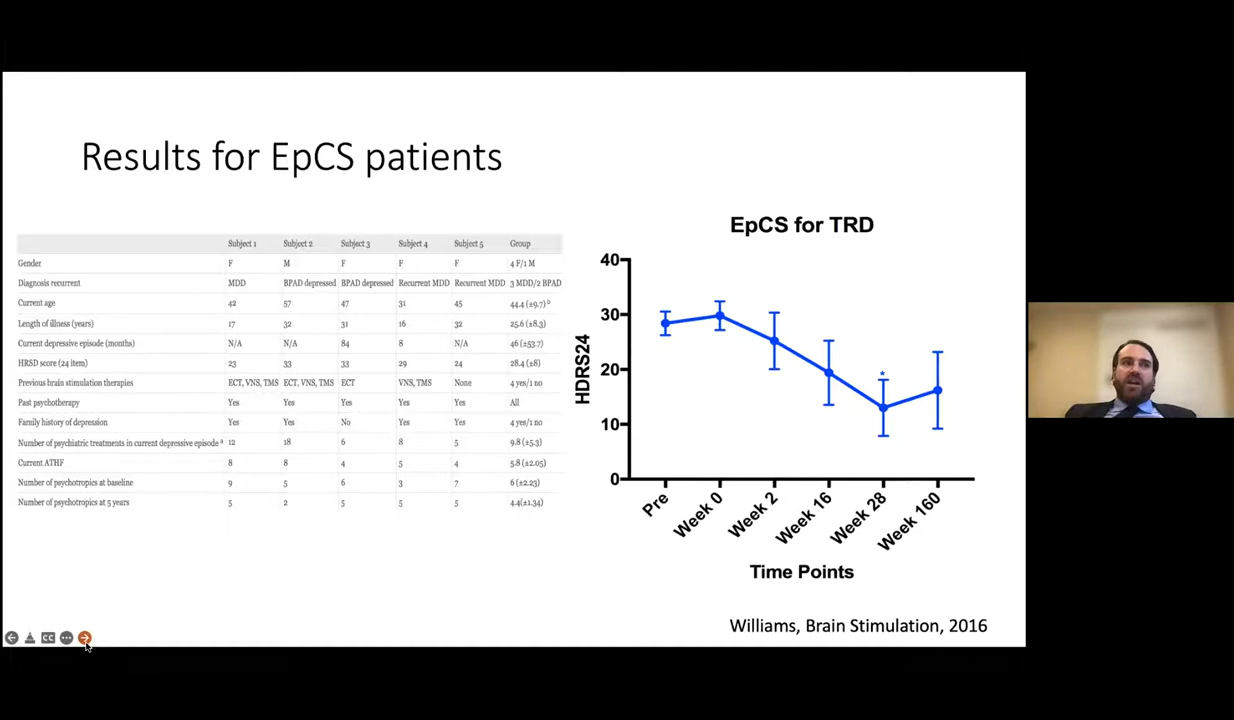 Results for EpCS patients
Subject 1 Subject 2 Subject 3 Subject 4 Subject 5 Group
Gender F M F F F 4 F/1 M
Diagnosis recurrent MDD BPAD depressed BPAD depressed Recurrent MDD Recurrent MDD 3 MDD/2 BPAD
Current age 42 57 47 31 45 44.4 (±9.7) b
Length of illness (years) 17 32 31 16 32 25.6 (±8.3)
Current depressive episode (months) N/A N/A 84 8 N/A 46 (±53.7)
HRSD score (24 item) 23 33 33 29 24 28.4 (±8)
Previous brain stimulation therapies ECT, VNS, TMS ECT, VNS, TMS ECT VNS, TMS None 4 yes/1 no
Past psychotherapy Yes Yes Yes Yes Yes All
Family history of depression Yes Yes No Yes Yes 4 yes/1 no
Number of psychiatric treatments in current depressive episode a 12 18 6 8 5 9.8 (±5.3)
Current ATHF 8 8 4 5 4 5.8 (±2.05)
Number of psychotropics at baseline 9 5 6 3 7 6 (±2.23)
Number of psychotropics at 5 years 5 2 5 5 5 4.4(±1.34)
EpCS for TRD
HDRS24
40
30
20
10
0
*
Pre
Week 0
Week 2
Week 16
Week 28
Week 160
Time Points
Williams, Brain Stimulation, 2016
CC